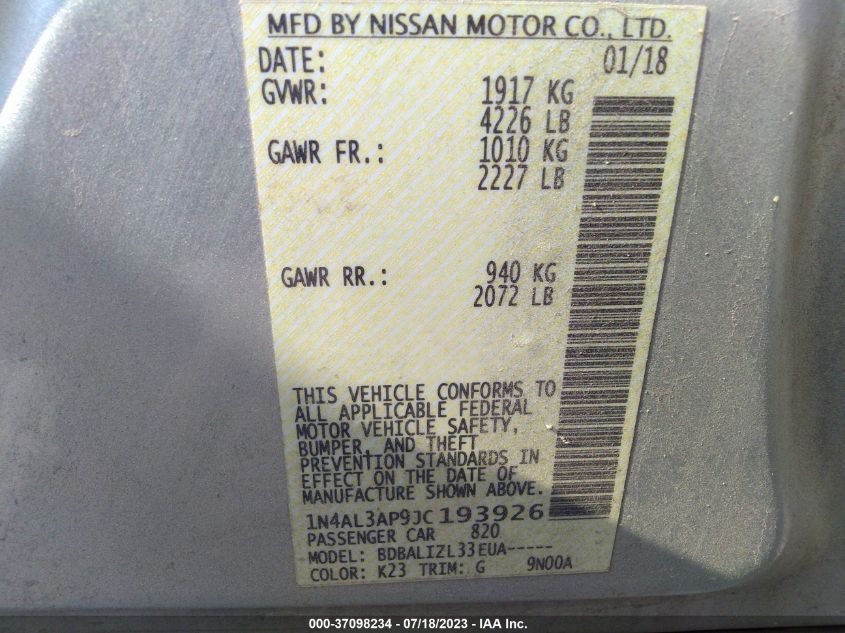 MFD BY NISSAN MOTOR CO., LTD.
DATE: 01/18
GVWR: 1917 KG
4226 LB
GAWR FR.: 1010 KG
2227 LB
GAWR RR.: 940 KG
2072 LB
THIS VEHICLE CONFORMS TO
ALL APPLICABLE FEDERAL
MOTOR VEHICLE SAFETY,
BUMPER, AND THEFT
PREVENTION STANDARDS IN
EFFECT ON THE DATE OF
MANUFACTURE SHOWN ABOVE.
1N4AL3AP9JC193926
PASSENGER CAR 820
MODEL: BDBALIZL33EUA-----
COLOR: K23 TRIM: G 9N00A
000-37098234 - 07/18/2023 - IAA Inc.